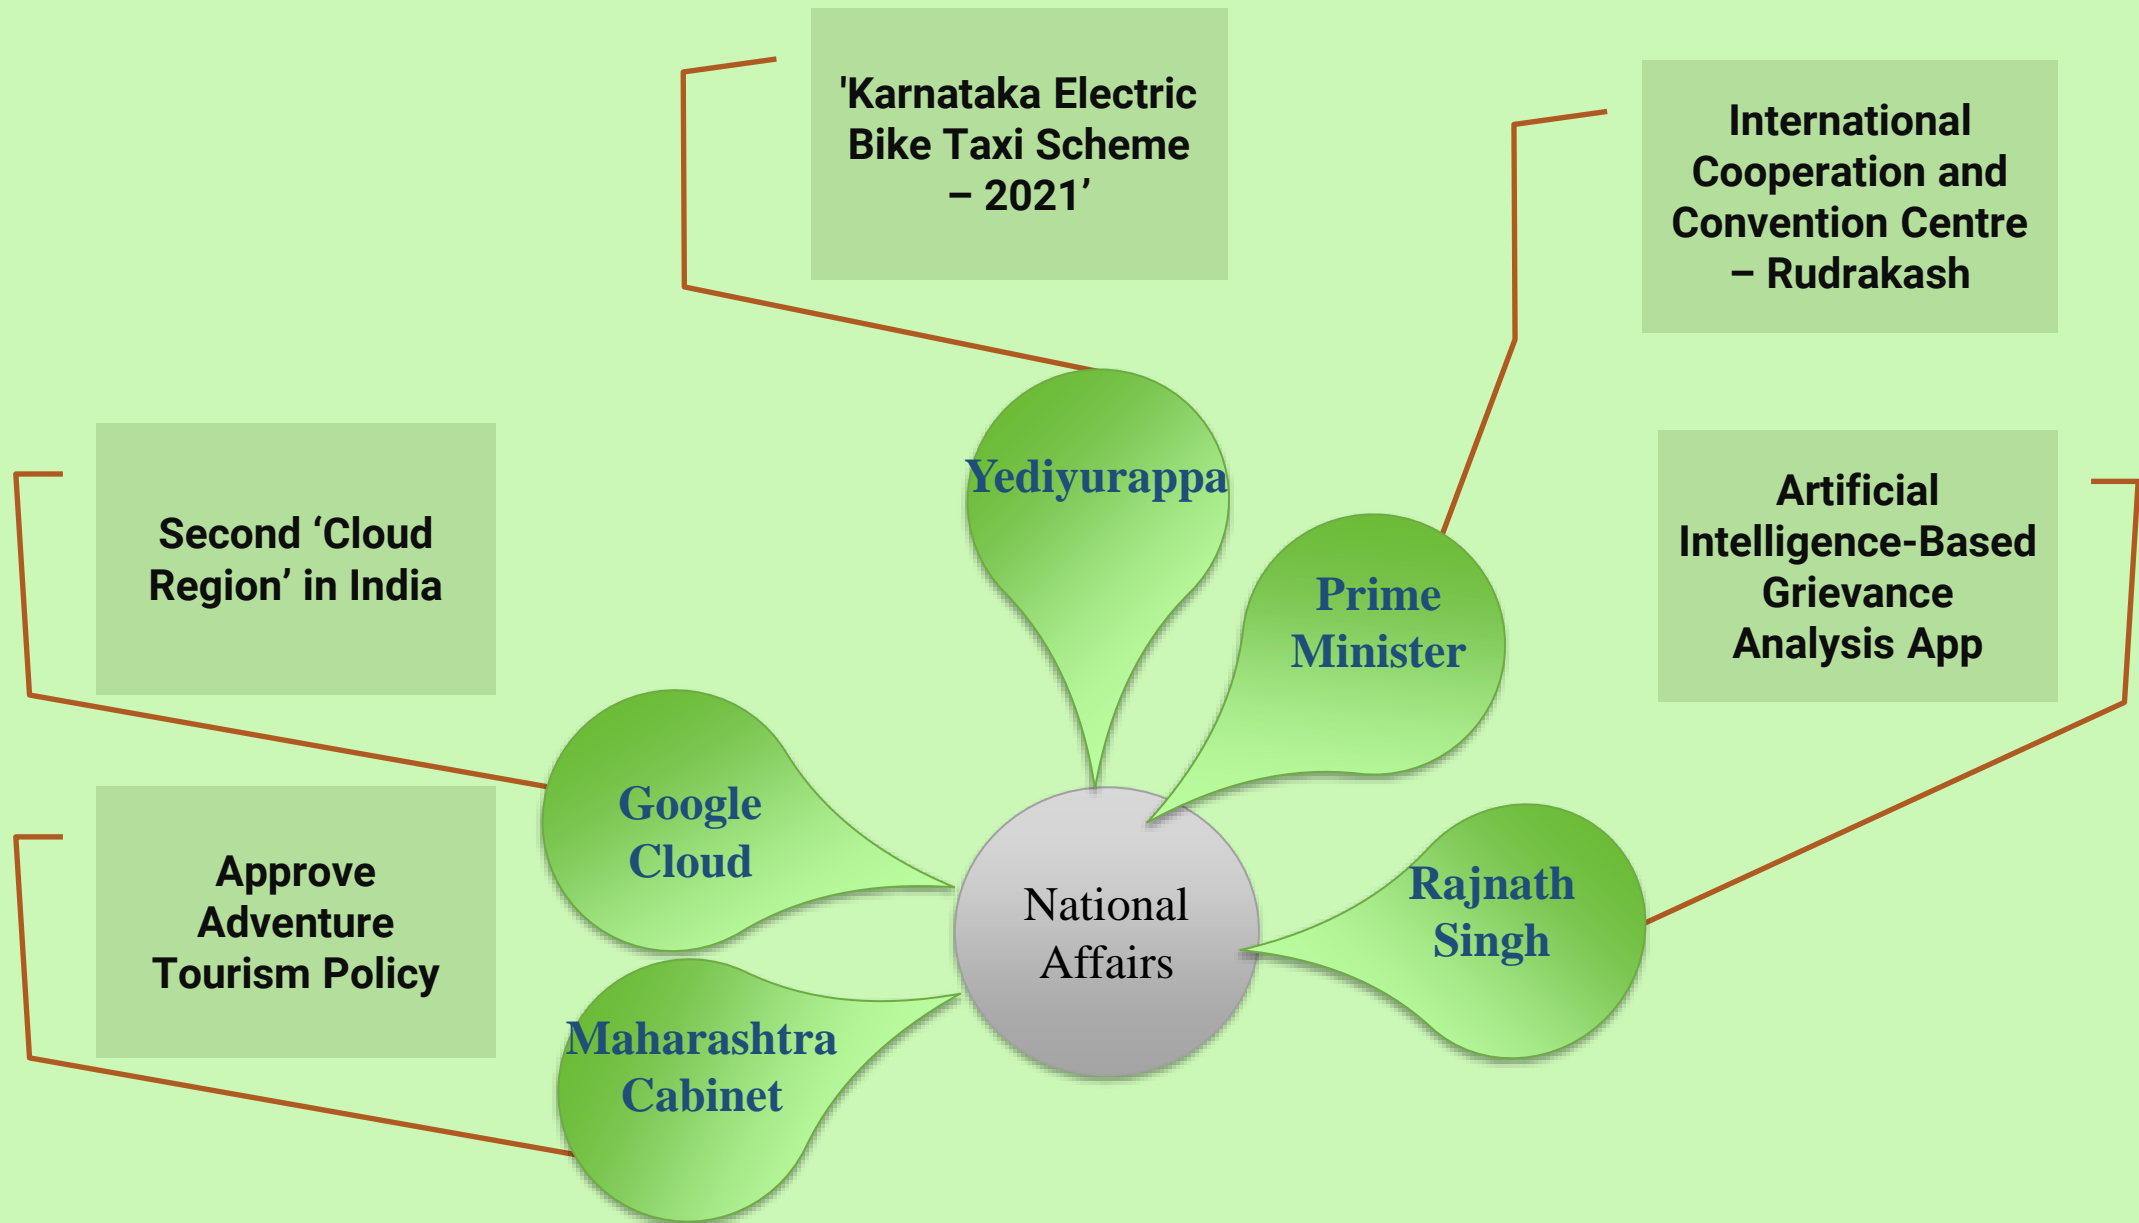 'Karnataka Electric
Bike Taxi Scheme
– 2021’
International
Cooperation and
Convention Centre
– Rudrakash
Second ‘Cloud
Region’ in India
Artificial
Intelligence-Based
Grievance
Analysis App
Approve
Adventure
Tourism Policy
Yediyurappa
Prime
Minister
Google
Cloud
Rajnath
Singh
Maharashtra
Cabinet
National
Affairs